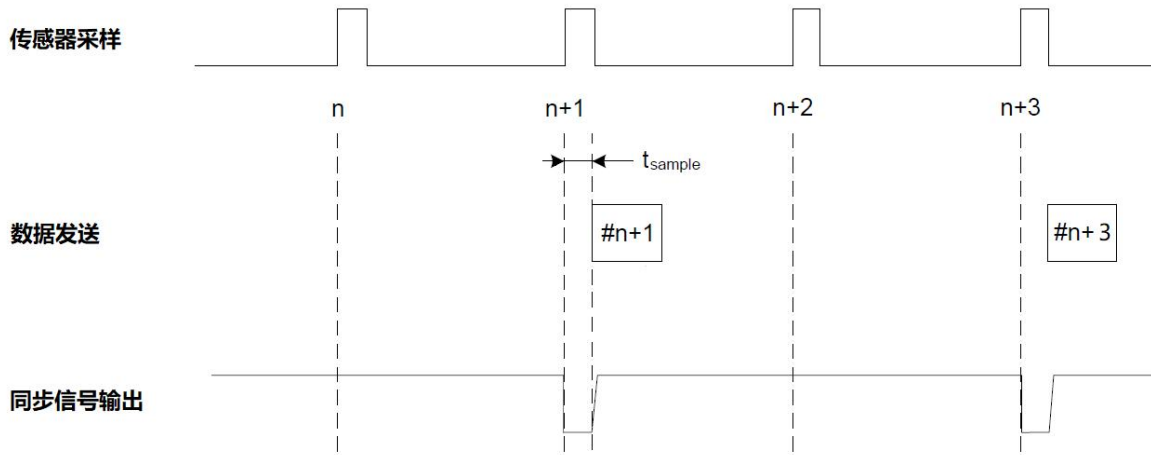 传感器采样
n n+1 n+2 n+3
tsample
数据发送
#n+1 #n+3
同步信号输出